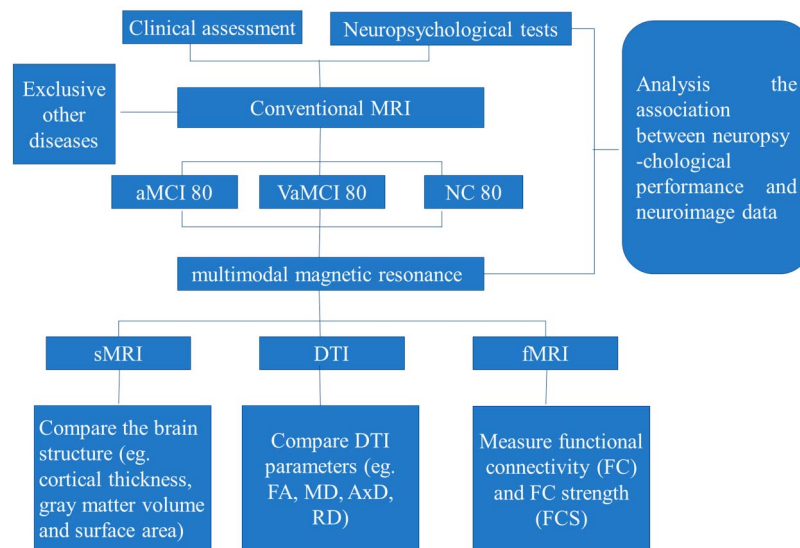 Clinical assessment
Neuropsychological tests
Exclusive
other
diseases
Conventional MRI
Analysis the
association
between neuropsy
-chological
performance and
neuroimage data
aMCI 80
VaMCI 80
NC 80
multimodal magnetic resonance
sMRI
DTI
fMRI
Compare the brain
structure (eg.
cortical thickness,
gray matter volume
and surface area)
Compare DTI
parameters (eg.
FA, MD, AxD,
RD)
Measure functional
connectivity (FC)
and FC strength
(FCS)